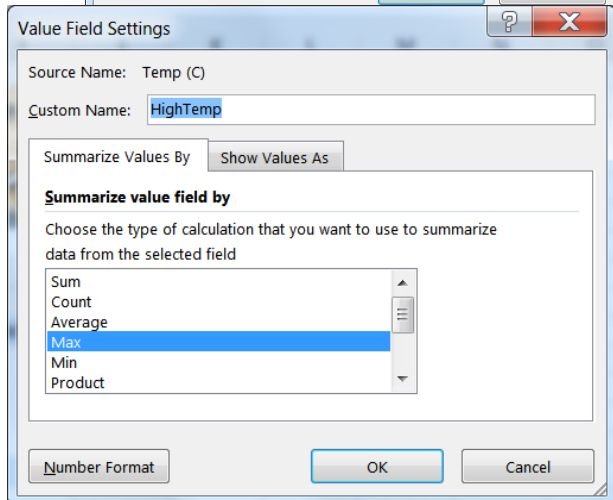 Value Field Settings
?
X
Source Name: Temp (C)
Custom Name: HighTemp
Summarize Values By Show Values As
Summarize value field by
Choose the type of calculation that you want to use to summarize
data from the selected field
Sum
Count
Average
Max
Min
Product
Number Format OK Cancel